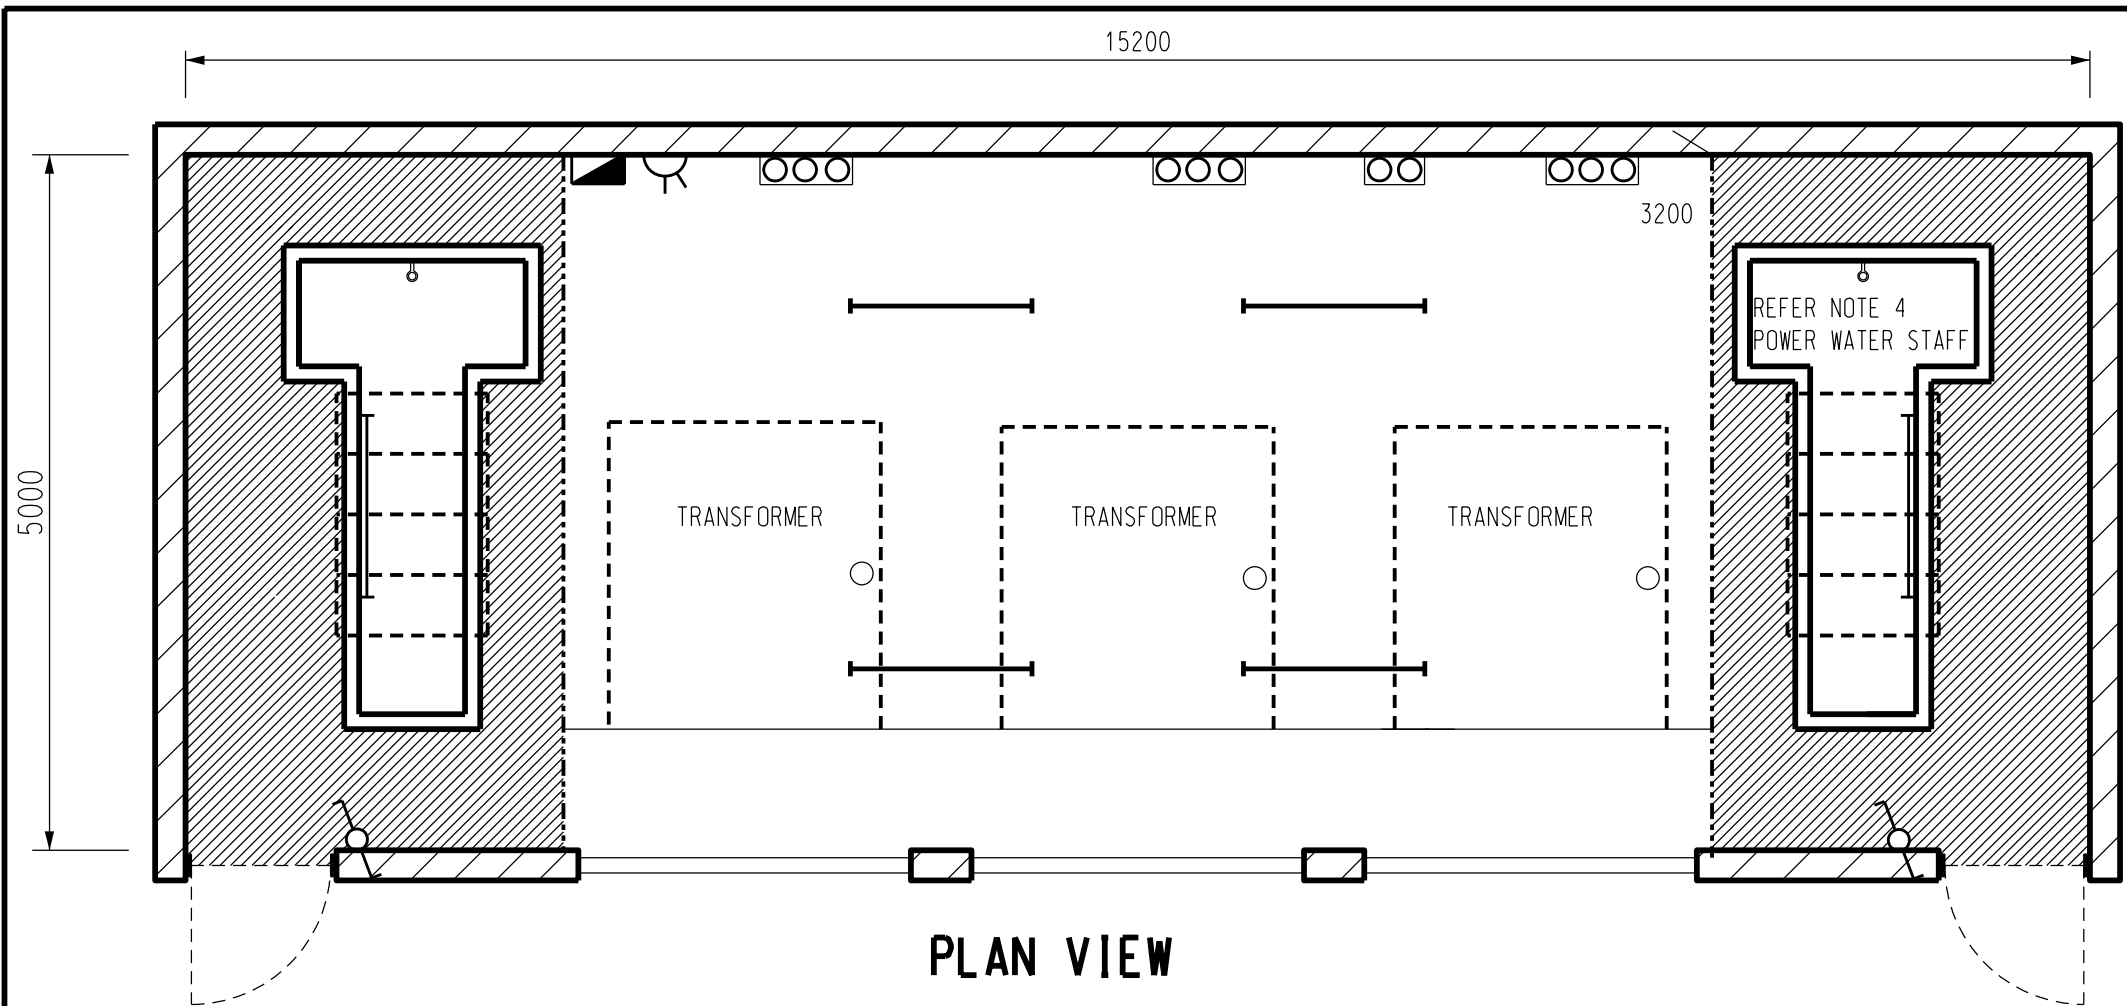 15200
3200
REFER NOTE 4
POWER WATER STAFF
5000
TRANSFORMER
TRANSFORMER
TRANSFORMER
PLAN VIEW